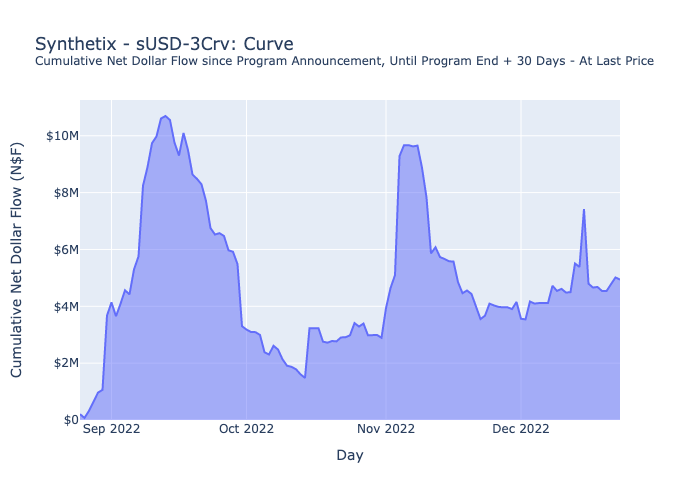 Synthetix - sUSD-3Crv: Curve
Cumulative Net Dollar Flow since Program Announcement, Until Program End + 30 Days - At Last Price
Cumulative Net Dollar Flow (N$F)
$10M
$8M
$6M
$4M
$2M
$0
Sep 2022 Oct 2022 Nov 2022 Dec 2022
Day